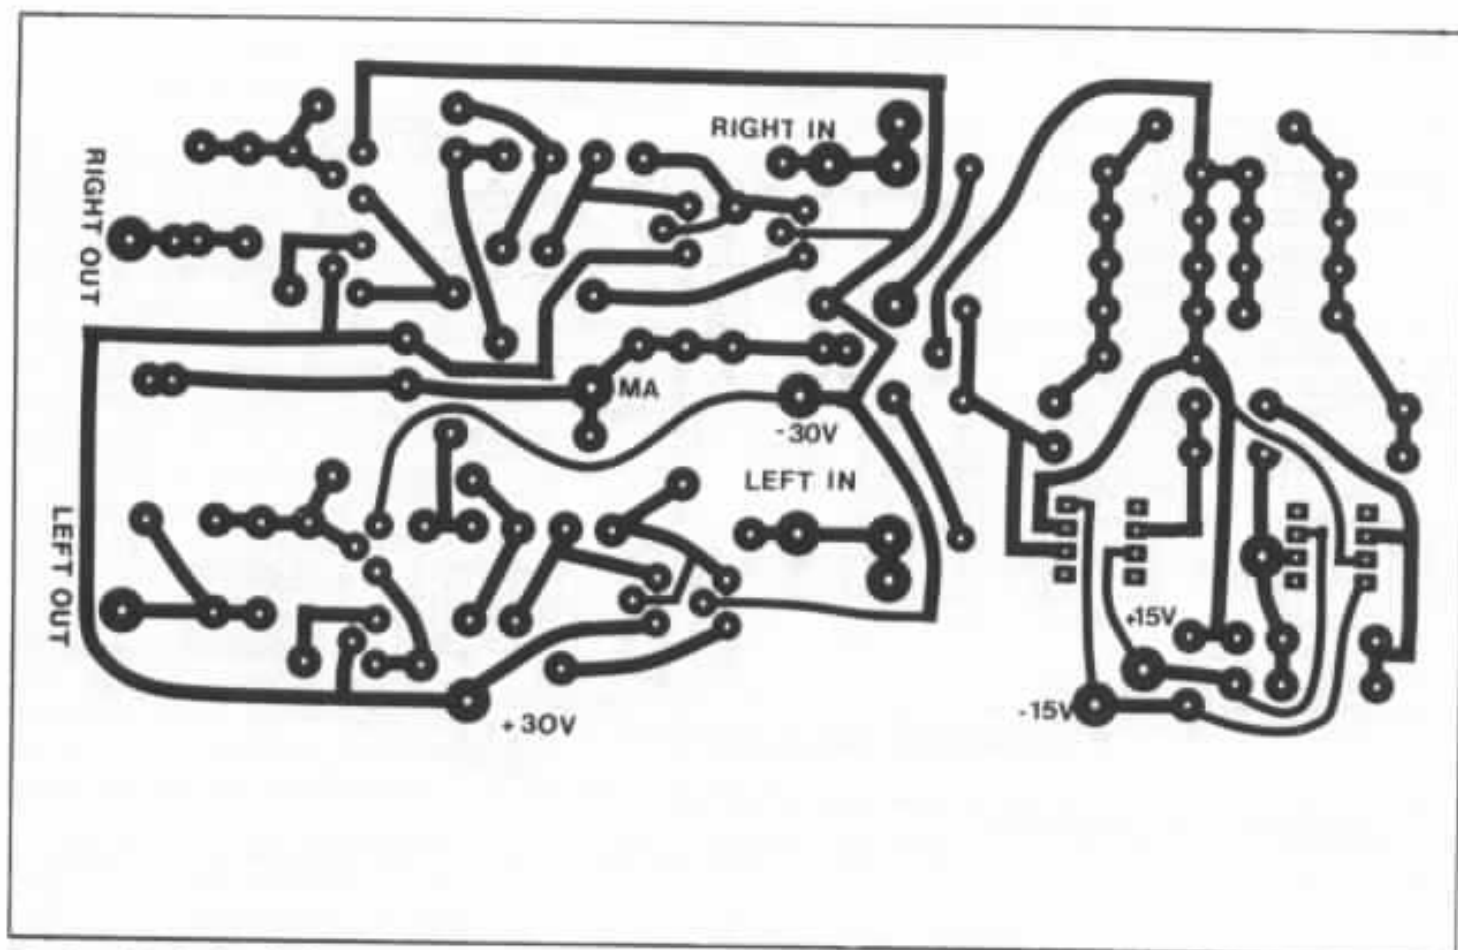 RIGHT IN
RIGHT OUT
MA
-30V
LEFT IN
LEFT OUT
+15V
-15V
+30V